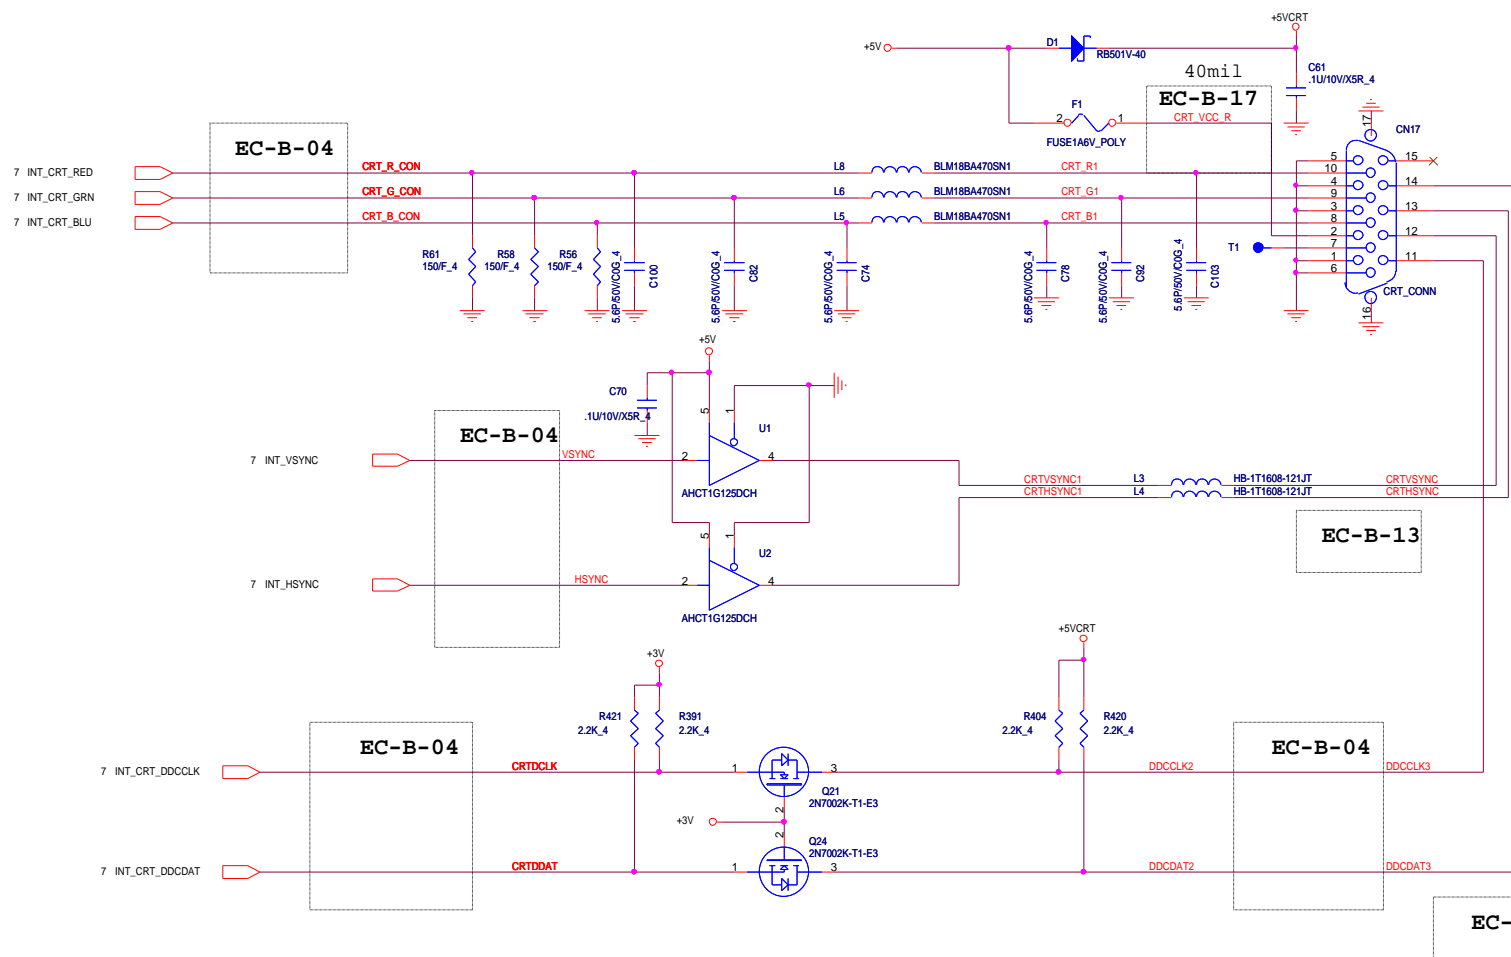 +5VCRT
+5V
D1
RB501V-40
C61
.1U/10V/X5R_4
40mil
EC-B-17
F1
2
1
CRT_VCC_R
FUSE1A6V_POLY
17
CN17
EC-B-04
7 INT_CRT_RED
CRT_R_CON
L8
BLM18BA470SN1
CRT_R1
7 INT_CRT_GRN
CRT_G_CON
L6
BLM18BA470SN1
CRT_G1
7 INT_CRT_BLU
CRT_B_CON
L5
BLM18BA470SN1
CRT_B1
5
10
4
9
3
8
2
7
1
6
15
14
13
12
11
T1
CRT_CONN
16
R61
150/F_4
R58
150/F_4
R56
150/F_4
5.6P/50V/C0G_4
C100
5.6P/50V/C0G_4
C82
5.6P/50V/C0G_4
C74
5.6P/50V/C0G_4
C78
5.6P/50V/C0G_4
C92
5.6P/50V/C0G_4
C103
+5V
C70
.1U/10V/X5R_4
5
1
U1
EC-B-04
7 INT_VSYNC
VSYNC
2
4
AHCT1G125DCH
CRTVSYNC1
L3
HB-1T1608-121JT
CRTVSYNC
CRTHSYNC1
L4
HB-1T1608-121JT
CRTHSYNC
EC-B-13
5
1
U2
7 INT_HSYNC
HSYNC
2
4
AHCT1G125DCH
+3V
+5VCRT
R421
2.2K_4
R391
2.2K_4
R404
2.2K_4
R420
2.2K_4
EC-B-04
EC-B-04
7 INT_CRT_DDCCLK
CRTDCLK
1
3
DDCCLK2
DDCCLK3
Q21
2N7002K-T1-E3
2
+3V
2
Q24
2N7002K-T1-E3
7 INT_CRT_DDCDAT
CRTDDAT
1
3
DDCDAT2
DDCDAT3
EC-